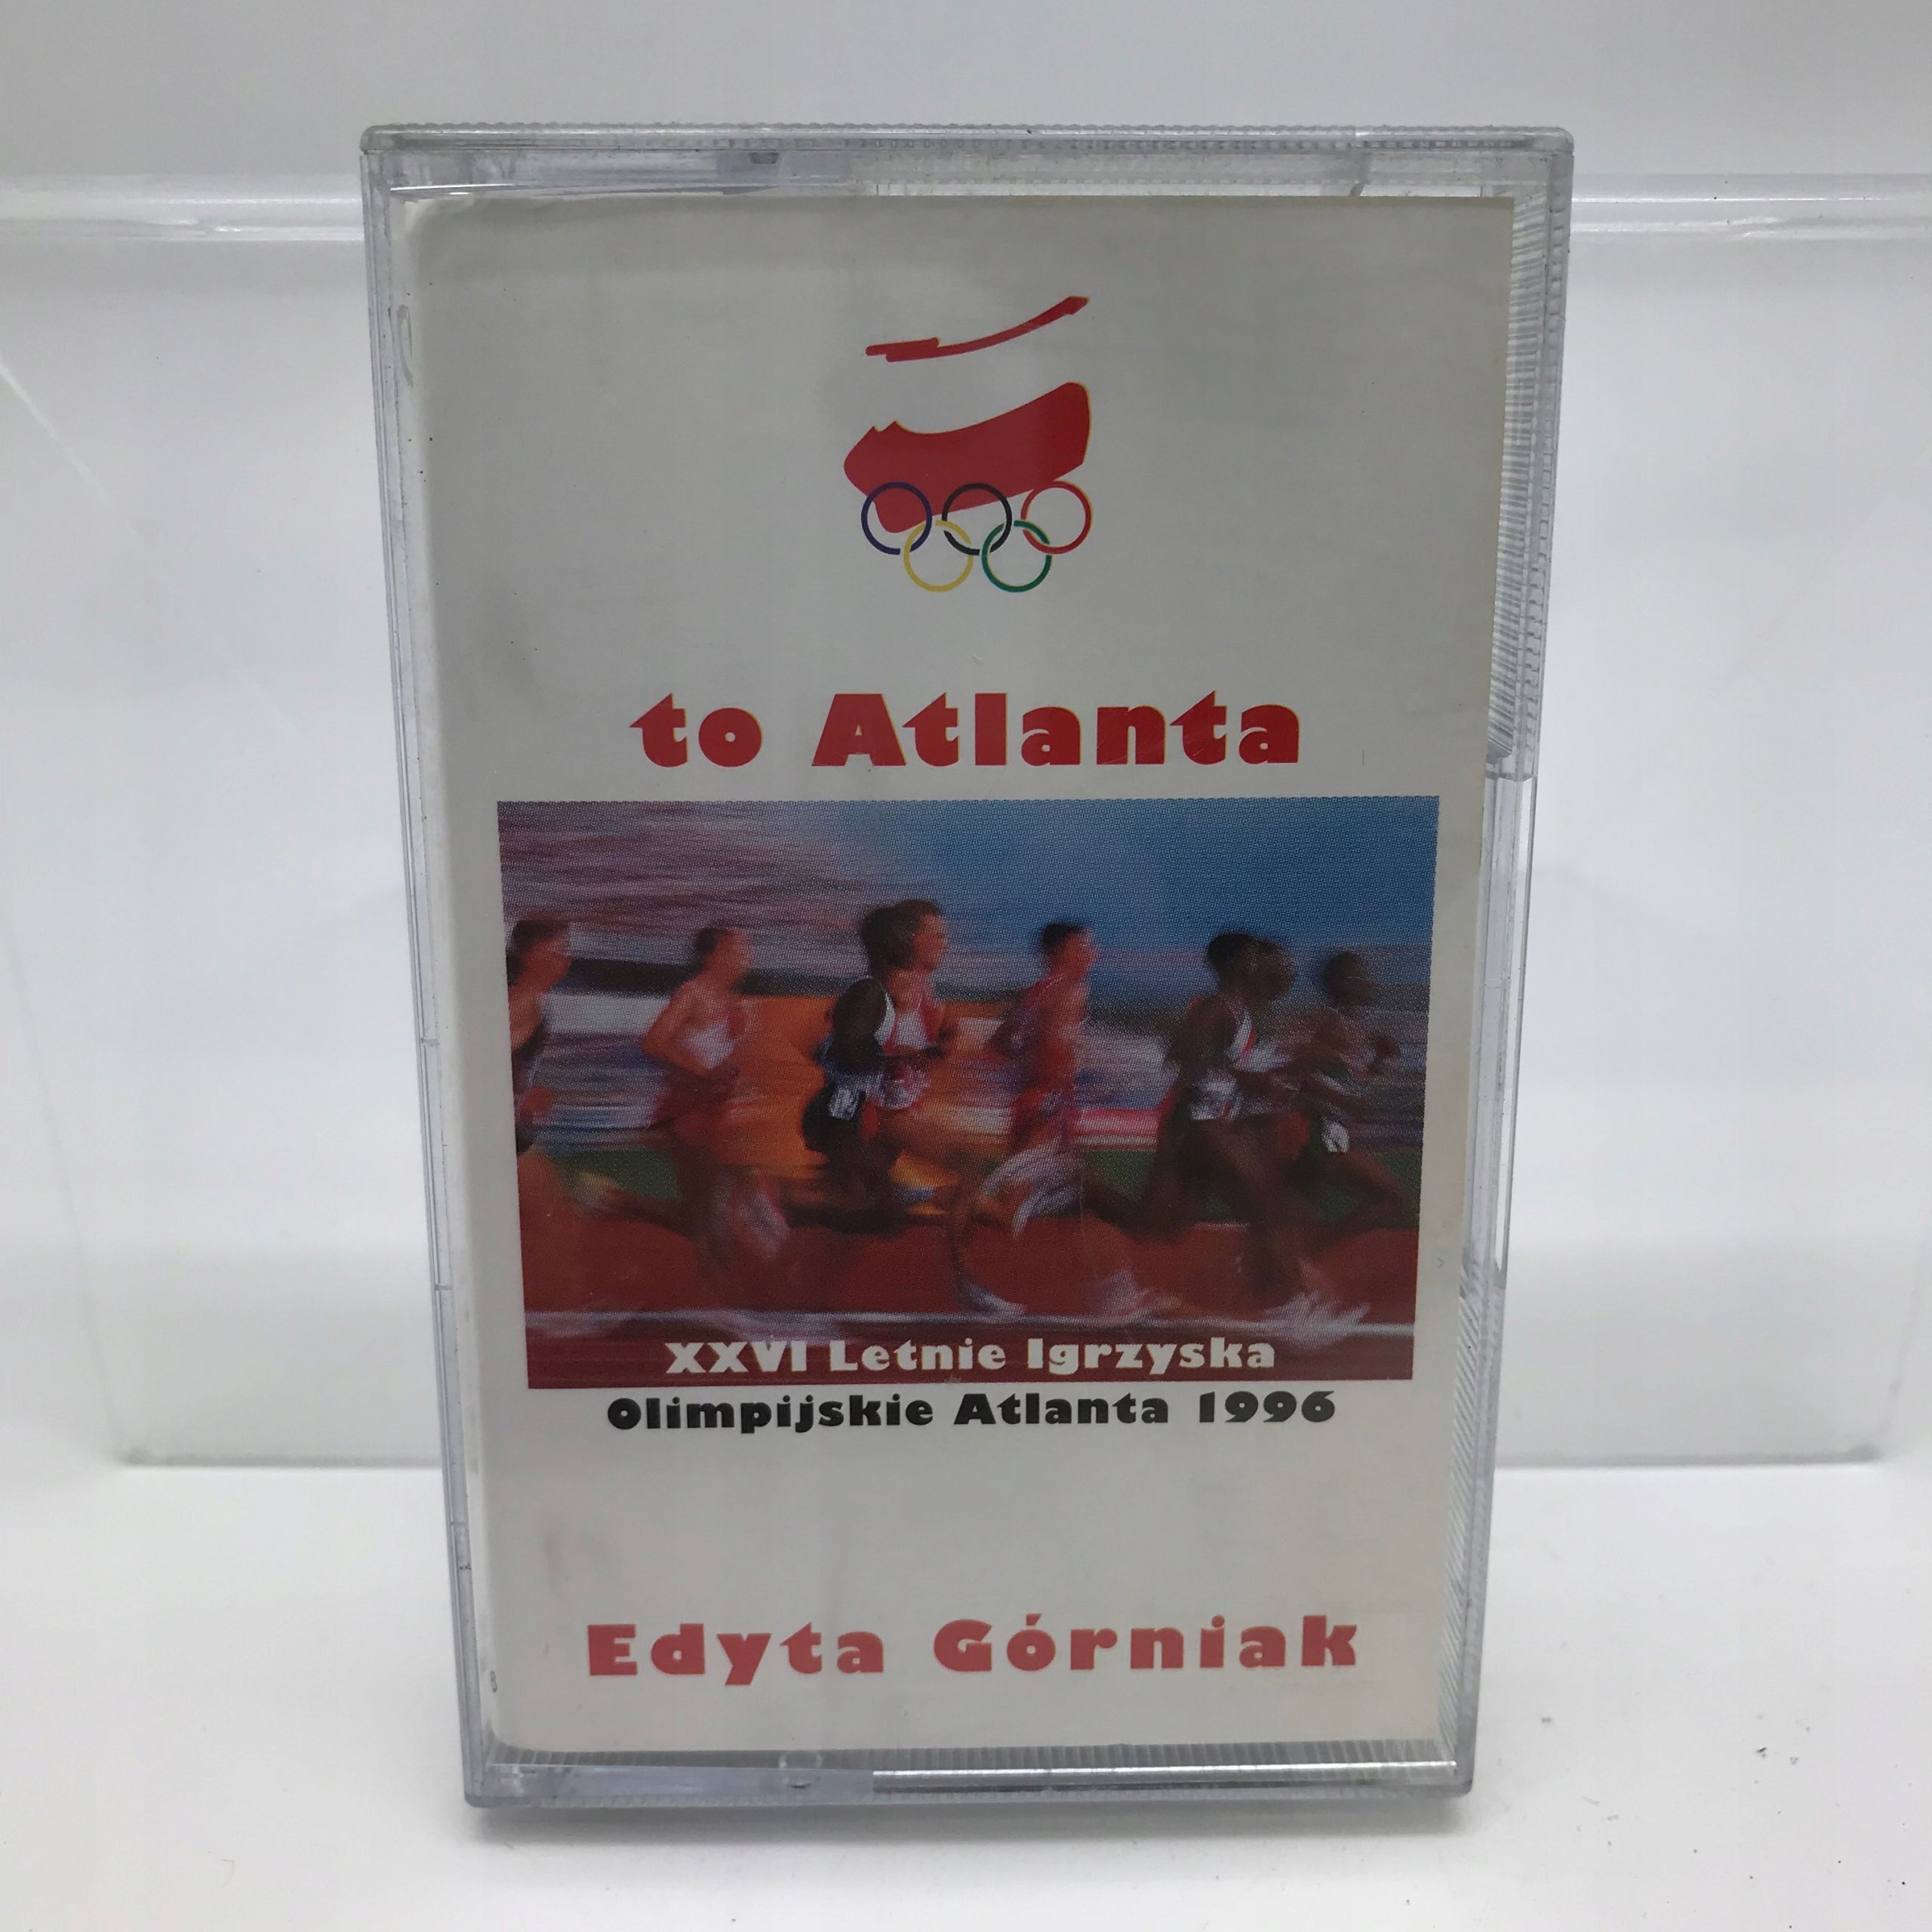 to Atlanta
XXVI Letnie Igrzyska
Olimpijskie Atlanta 1996
Edyta Górniak